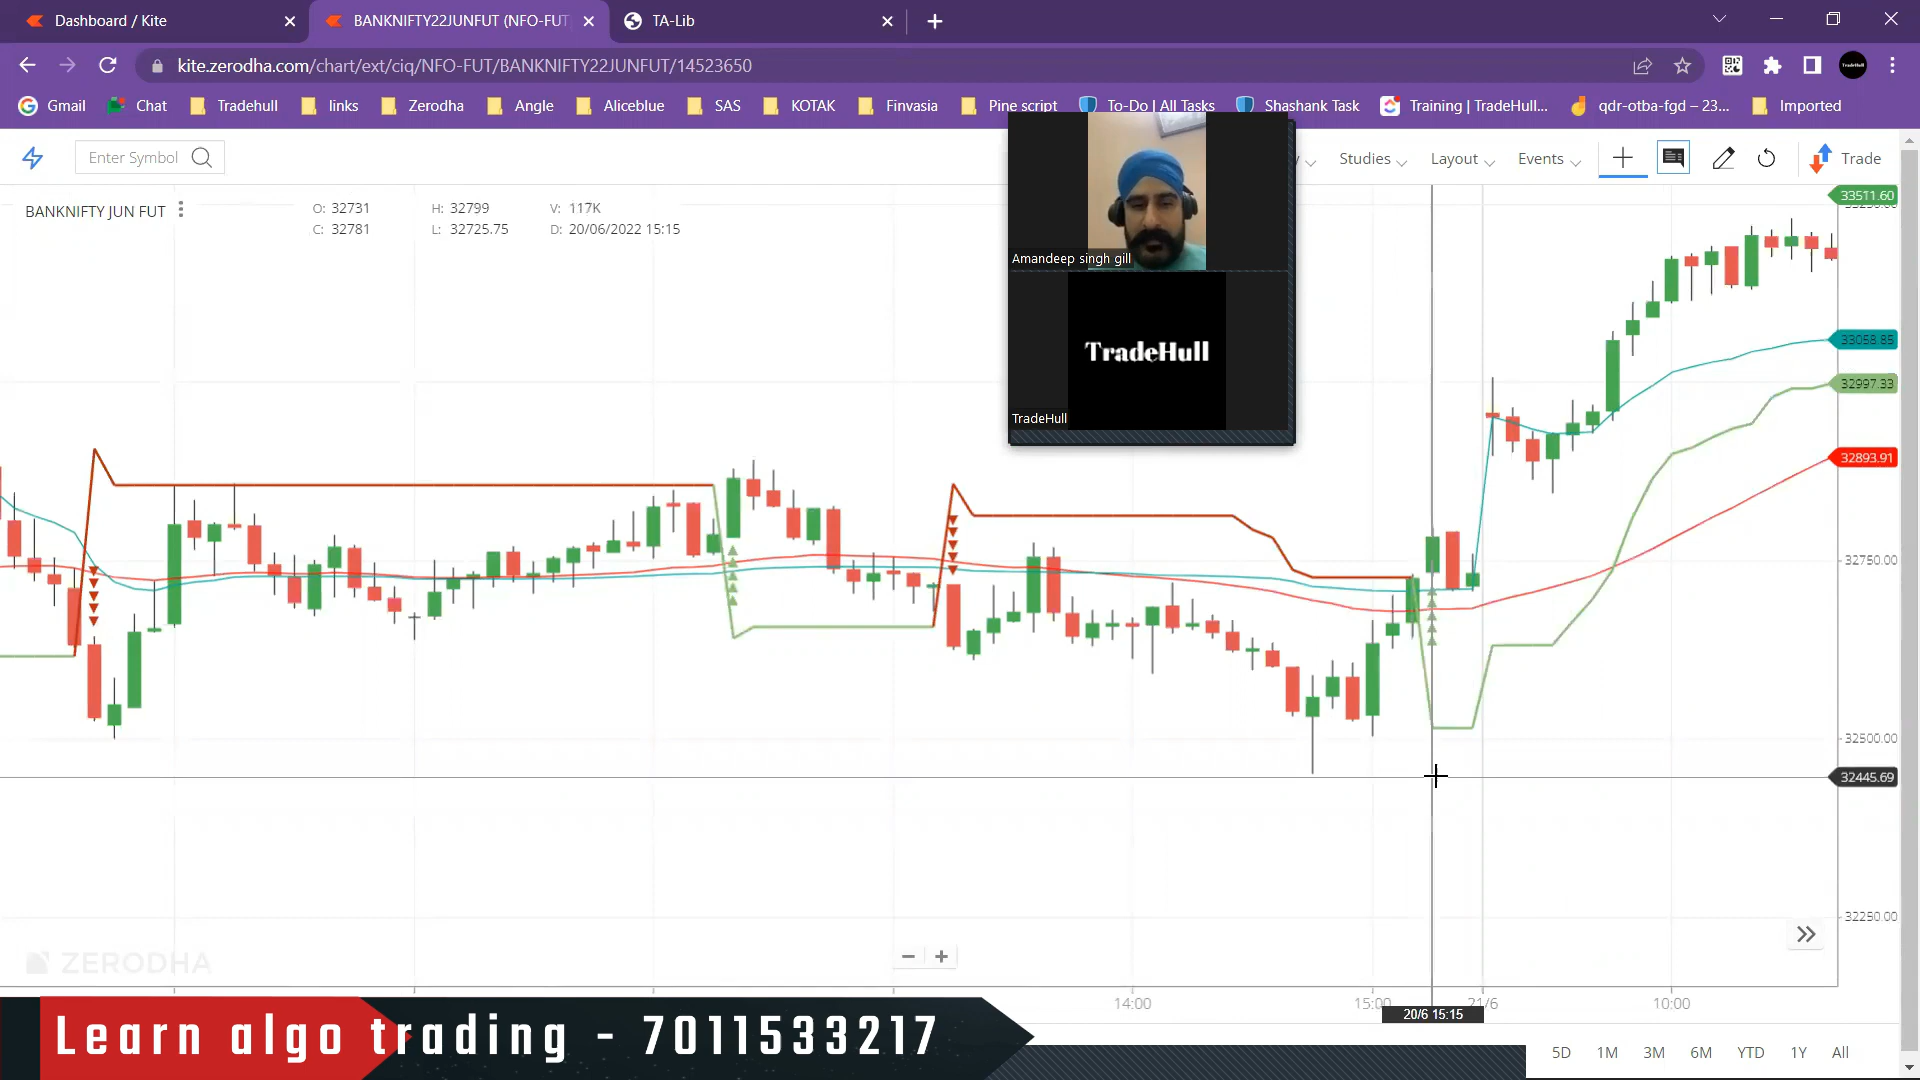 Dashboard / Kite
BANKNIFTY22JUNFUT (NFO-FUT
TA-Lib
kite.zerodha.com/chart/ext/ciq/NFO-FUT/BANKNIFTY22JUNFUT/14523650
TradeHull
Gmail
Chat
Tradehull
links
Zerodha
Angle
Aliceblue
SAS
KOTAK
Finvasia
Pine script
To-Do | All Tasks
Shashank Task
Training | TradeHull...
qdr-otba-fgd – 23...
Imported
Enter Symbol
Studies
Layout
Events
Trade
BANKNIFTY JUN FUT
O: 32731
H: 32799
V: 117K
C: 32781
L: 32725.75
D: 20/06/2022 15:15
Amandeep singh gill
TradeHull
TradeHull
33511.60
33058.85
32997.33
32893.91
32750.00
32500.00
32445.69
32250.00
ZERODHA
14:00
15:00
21/6
10:00
20/6 15:15
Learn algo trading - 7011533217
5D
1M
3M
6M
YTD
1Y
All